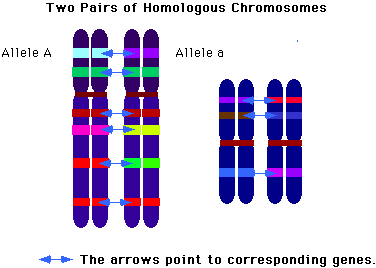 Two Pairs of Homologous Chromosomes
Allele A
Allele a
The arrows point to corresponding genes.